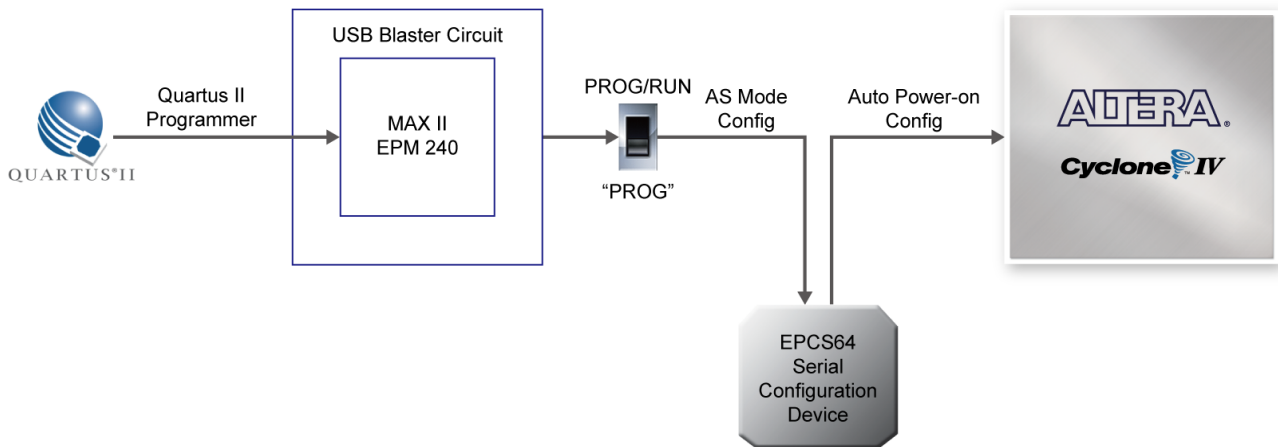 USB Blaster Circuit
Quartus II
Programmer
QUARTUS®II
MAX II
EPM 240
PROG/RUN
"PROG"
AS Mode
Config
Auto Power-on
Config
ALTERA®
Cyclone™ IV
EPCS64
Serial
Configuration
Device